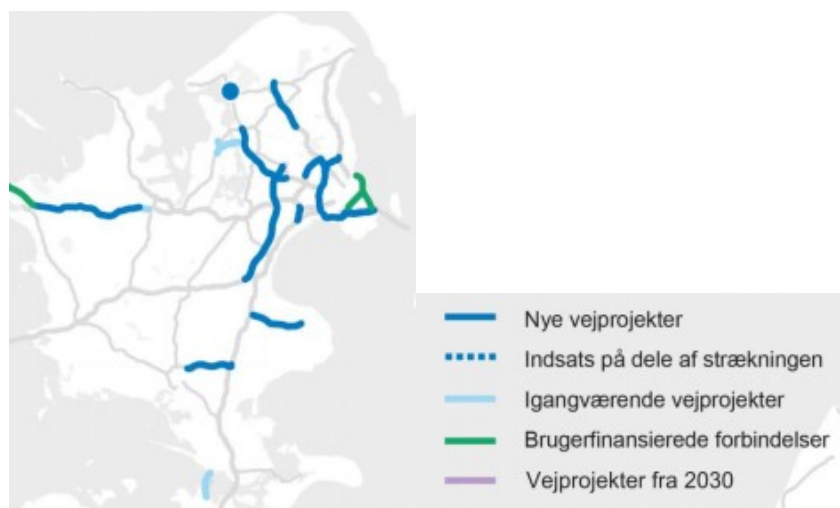 Nye vejprojekter
Indsats på dele af strækningen
Igangværende vejprojekter
Brugerfinansierede forbindelser
Vejprojekter fra 2030